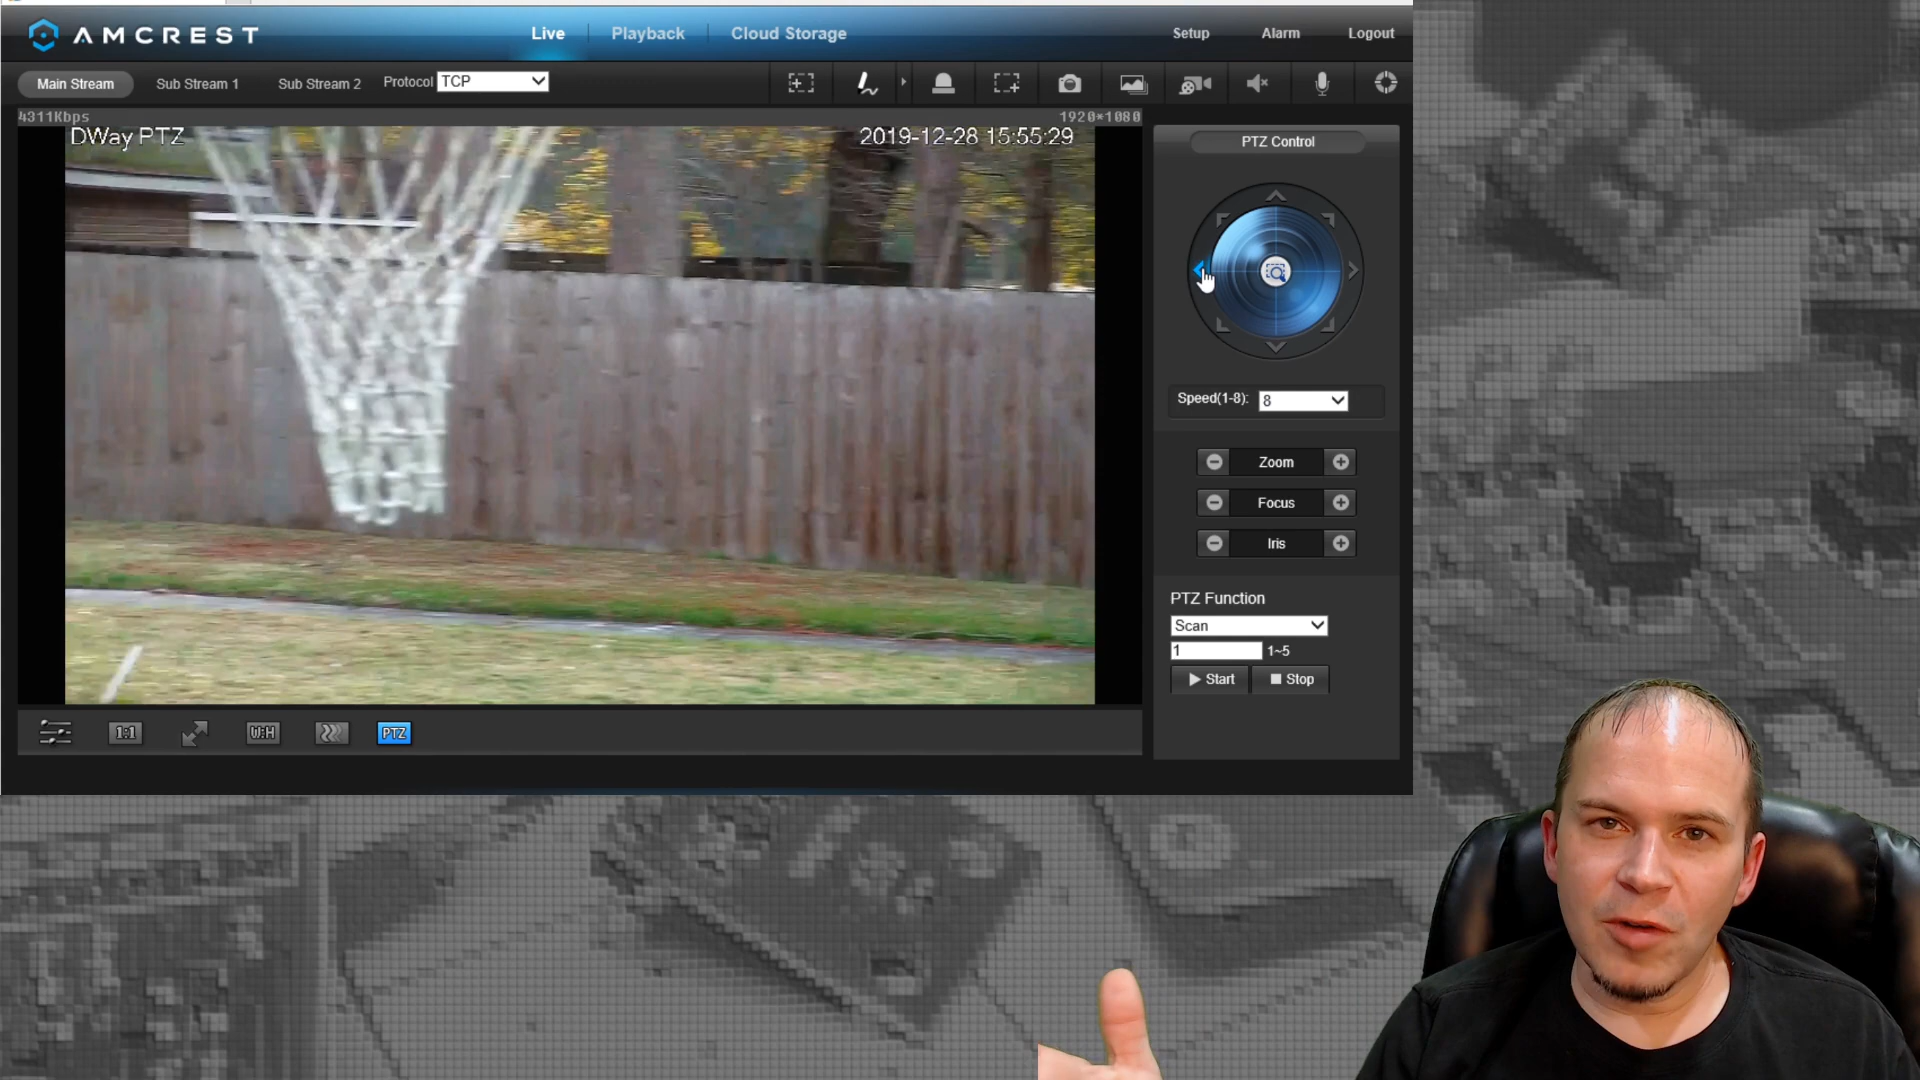 AMCREST
Live
Playback
Cloud Storage
Setup
Alarm
Logout
Main Stream
Sub Stream 1
Sub Stream 2
Protocol TCP
4311Kbps
1920*1080
DWay PTZ
2019-12-28 15:55:29
PTZ Control
Speed(1-8): 8
Zoom
Focus
Iris
PTZ Function
Scan
1 1~5
Start
Stop
1:1
W:H
PTZ